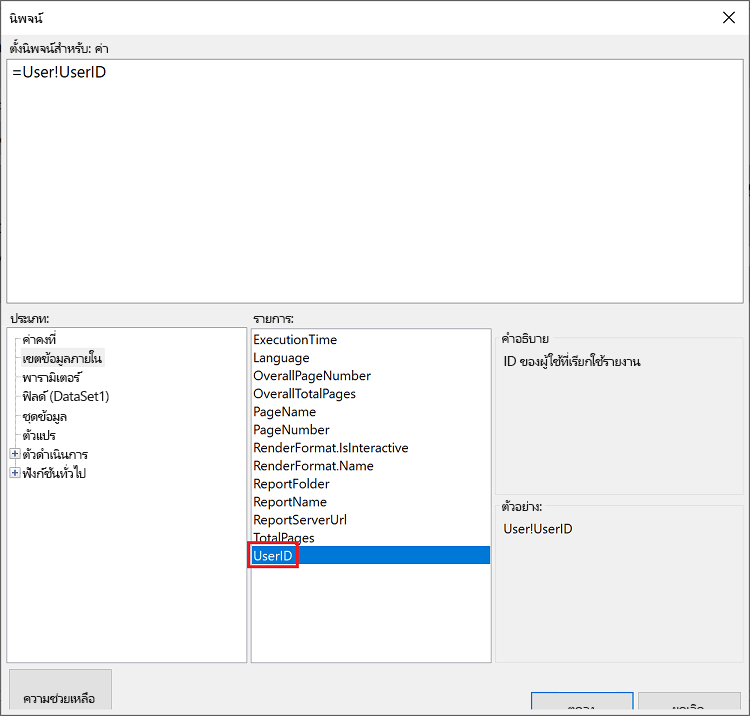 นิพจน์
ตั้งนิพจน์สำหรับ: ค่า
=User!UserID
ประเภท:
ค่าคงที่
เขตข้อมูลภายใน
พารามิเตอร์
ฟิลด์ (DataSet1)
ชุดข้อมูล
ตัวแปร
ตัวดำเนินการ
ฟังก์ชันทั่วไป
รายการ:
ExecutionTime
Language
OverallPageNumber
OverallTotalPages
PageName
PageNumber
RenderFormat.IsInteractive
RenderFormat.Name
ReportFolder
ReportName
ReportServerUrl
TotalPages
UserID
คำอธิบาย
ID ของผู้ใช้ที่เรียกใช้รายงาน
ตัวอย่าง:
User!UserID
ความช่วยเหลือ